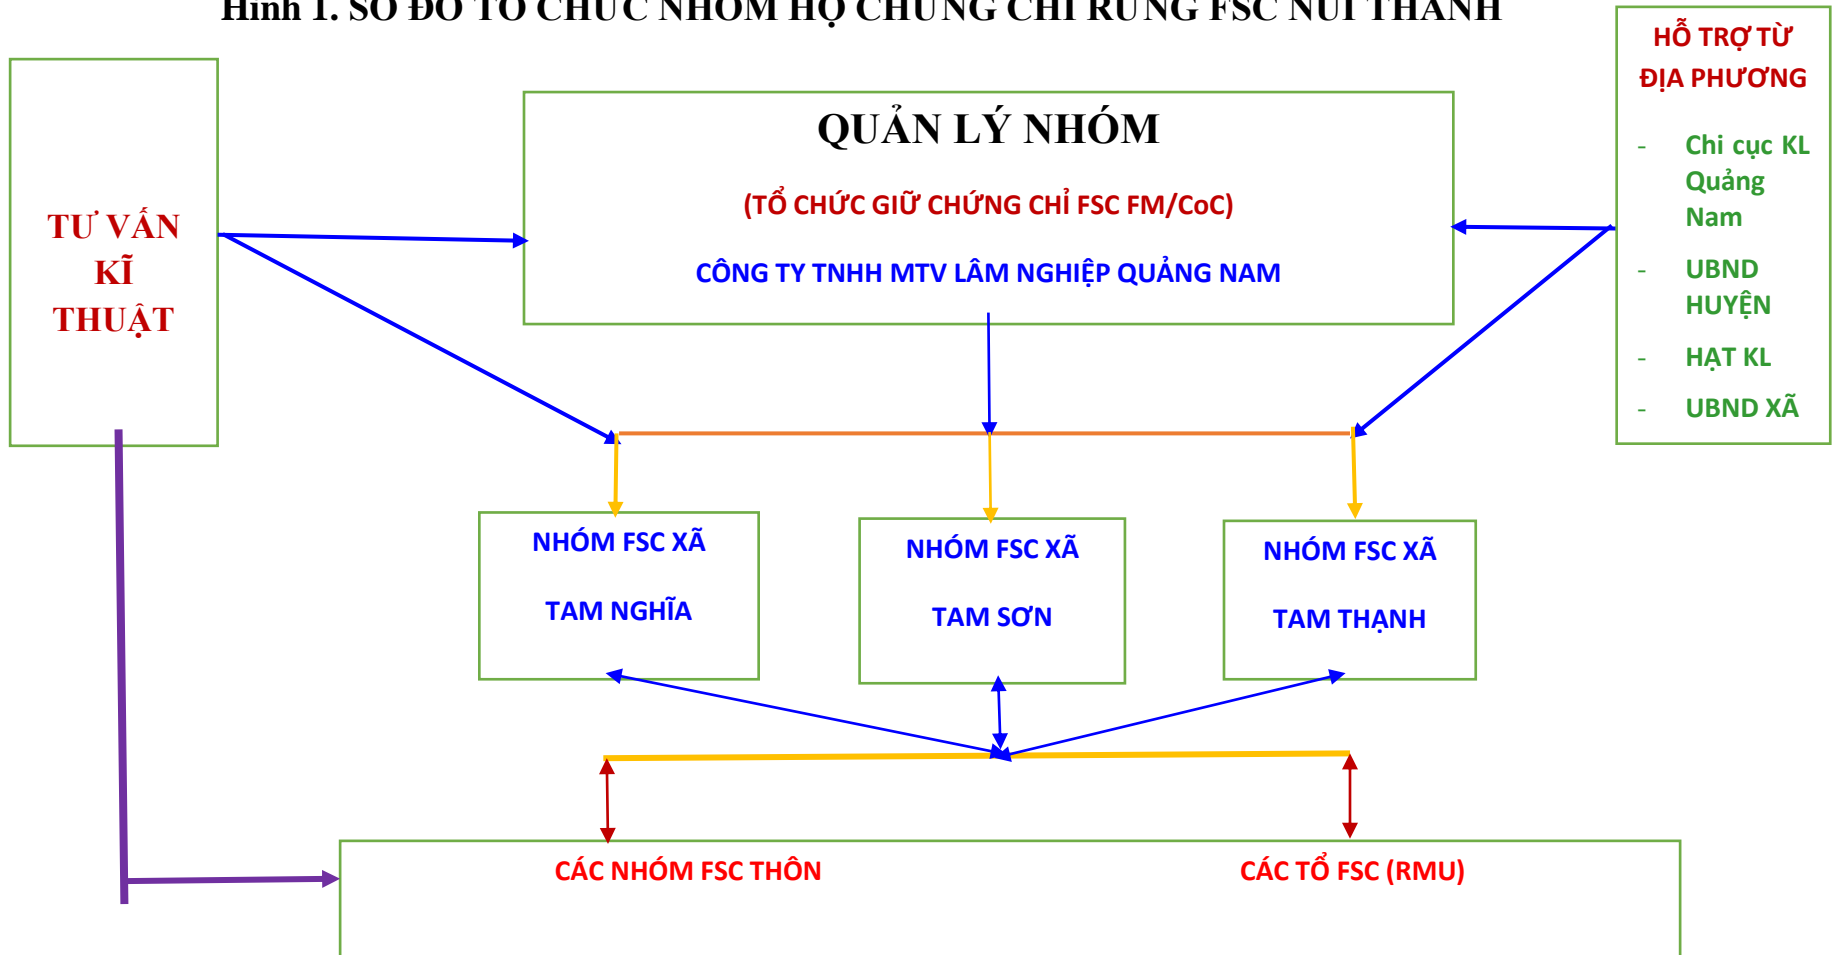 Hình 1. SƠ ĐỒ TỔ CHỨC NHÓM HỘ CHỨNG CHỈ RỪNG FSC NÚI THÀNH
TƯ VẤN
KĨ
THUẬT
QUẢN LÝ NHÓM
(TỔ CHỨC GIỮ CHỨNG CHỈ FSC FM/CoC)
CÔNG TY TNHH MTV LÂM NGHIỆP QUẢNG NAM
HỖ TRỢ TỪ
ĐỊA PHƯƠNG
- Chi cục KL
Quảng
Nam
- UBND
HUYỆN
- HẠT KL
- UBND XÃ
NHÓM FSC XÃ
TAM NGHĨA
NHÓM FSC XÃ
TAM SƠN
NHÓM FSC XÃ
TAM THẠNH
CÁC NHÓM FSC THÔN
CÁC TỔ FSC (RMU)